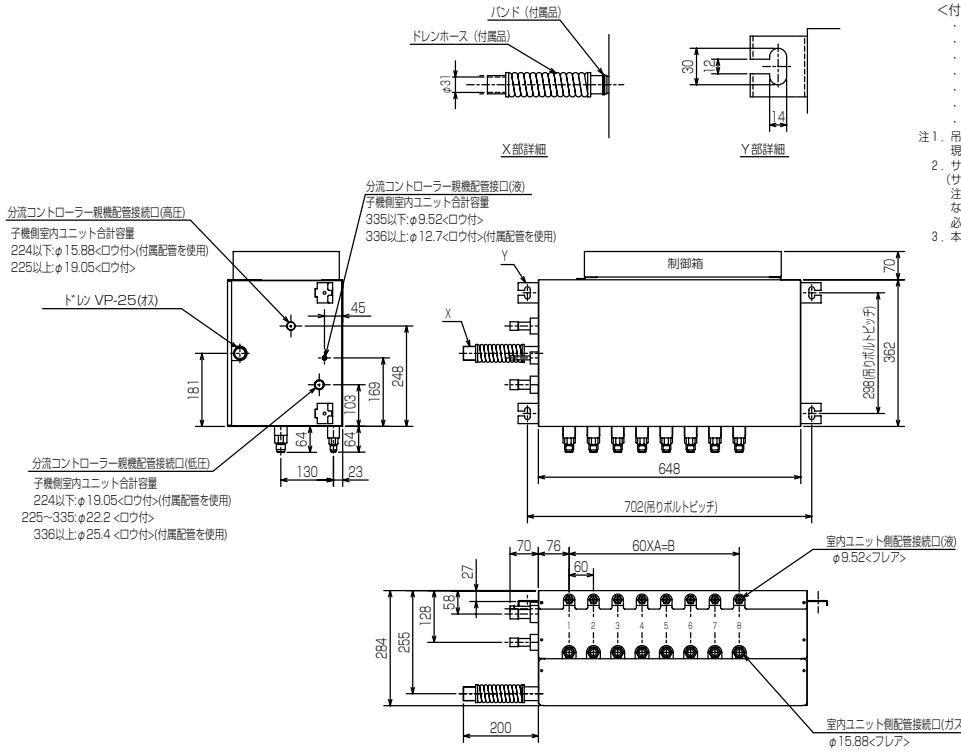 バンド（付属品）
ドレンホース（付属品）
φ31
X部詳細
30
12
14
Y部詳細
<付
・
・
・
・
・
・
・
注１．吊
現
２．サ
(サ
注
な
必
３．本
分流コントローラー親機配管接続口(高圧)
子機側室内ユニット合計容量
224以下:φ15.88<ロウ付>(付属配管を使用)
225以上:φ19.05<ロウ付>
ドレン VP-25(オス)
分流コントローラー親機配管接続口(液)
子機側室内ユニット合計容量
335以下:φ9.52<ロウ付>
336以上:φ12.7<ロウ付>(付属配管を使用)
45
181
248
169
103
64
64
130
23
分流コントローラー親機配管接続口(低圧)
子機側室内ユニット合計容量
224以下:φ19.05<ロウ付>(付属配管を使用)
225～335:φ22.2<ロウ付>
336以上:φ25.4<ロウ付>(付属配管を使用)
Y
X
制御箱
70
298(吊りボルトピッチ)
362
648
702(吊りボルトピッチ)
70
76
60XA=B
60
27
58
128
255
284
200
1 2 3 4 5 6 7 8
室内ユニット側配管接続口(液)
φ9.52<フレア>
室内ユニット側配管接続口(ガス
φ15.88<フレア>